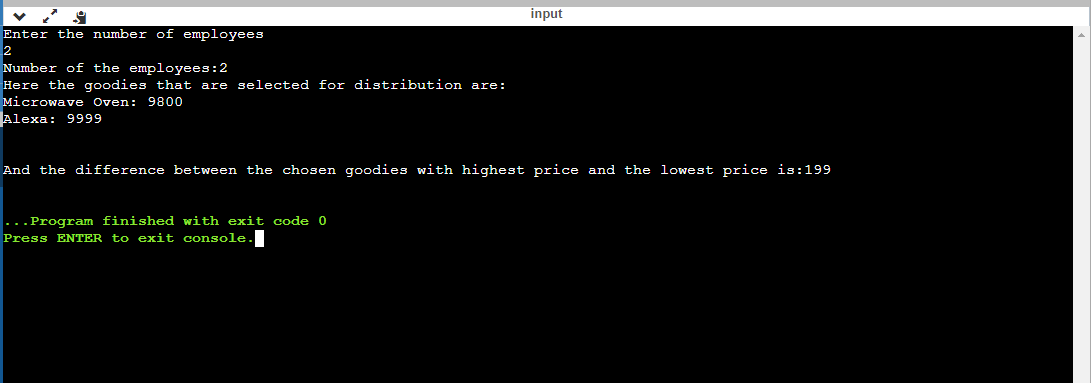 input
Enter the number of employees
2
Number of the employees:2
Here the goodies that are selected for distribution are:
Microwave Oven: 9800
Alexa: 9999
And the difference between the chosen goodies with highest price and the lowest price is:199
...Program finished with exit code 0
Press ENTER to exit console.